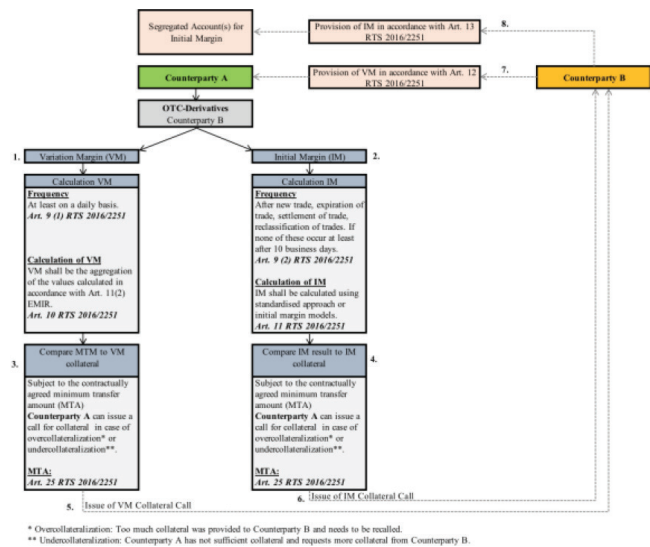 Segregated Account(s) for
Initial Margin
Provision of IM in accordance with Art. 13
RTS 2016/2251
8.
Counterparty A
Provision of VM in accordance with Art. 12
RTS 2016/2251
7.
Counterparty B
OTC-Derivatives
Counterparty B
1.
Variation Margin (VM)
Initial Margin (IM)
2.
Calculation VM
Frequency
At least on a daily basis.
Art. 9 (1) RTS 2016/2251
Calculation of VM
VM shall be the aggregation
of the values calculated in
accordance with Art. 11(2)
EMIR.
Art. 10 RTS 2016/2251
Calculation IM
Frequency
After new trade, expiration of
trade, settlement of trade,
reclassification of trades. If
none of these occur at least
after 10 business days.
Art. 9 (2) RTS 2016/2251
Calculation of IM
IM shall be calculated using
standardised approach or
initial margin models.
Art. 11 RTS 2016/2251
3.
Compare MTM to VM
collateral
Subject to the contractually
agreed minimum transfer
amount (MTA)
Counterparty A can issue a
call for collateral in case of
overcollateralization* or
undercollateralization**.
MTA:
Art. 25 RTS 2016/2251
Compare IM result to IM
collateral
4.
Subject to the contractually
agreed minimum transfer
amount (MTA)
Counterparty A can issue a
call for collateral in case of
overcollateralization* or
undercollateralization**.
MTA:
Art. 25 RTS 2016/2251
6.
Issue of IM Collateral Call
5.
Issue of VM Collateral Call
* Overcollateralization: Too much collateral was provided to Counterparty B and needs to be recalled.
** Undercollateralization: Counterparty A has not sufficient collateral and requests more collateral from Counterparty B.